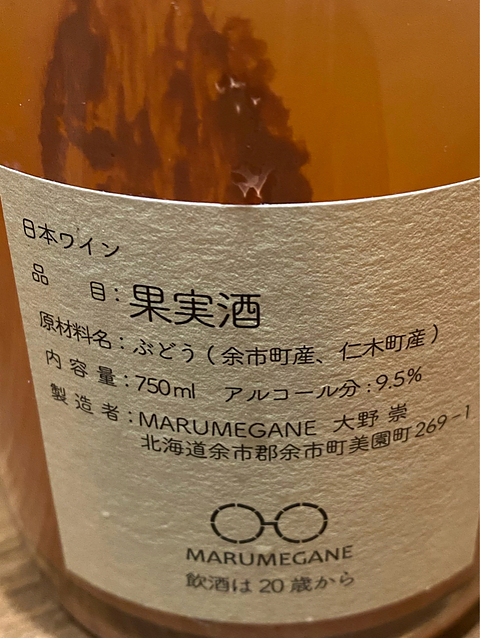 日本ワイン
品目：果実酒
原材料名：ぶどう（余市町産、仁木町産）
内容量：750ml アルコール分：9.5%
製造者：MARUMEGANE 大野 崇
北海道余市郡余市町美園町269-1
MARUMEGANE
飲酒は20歳から